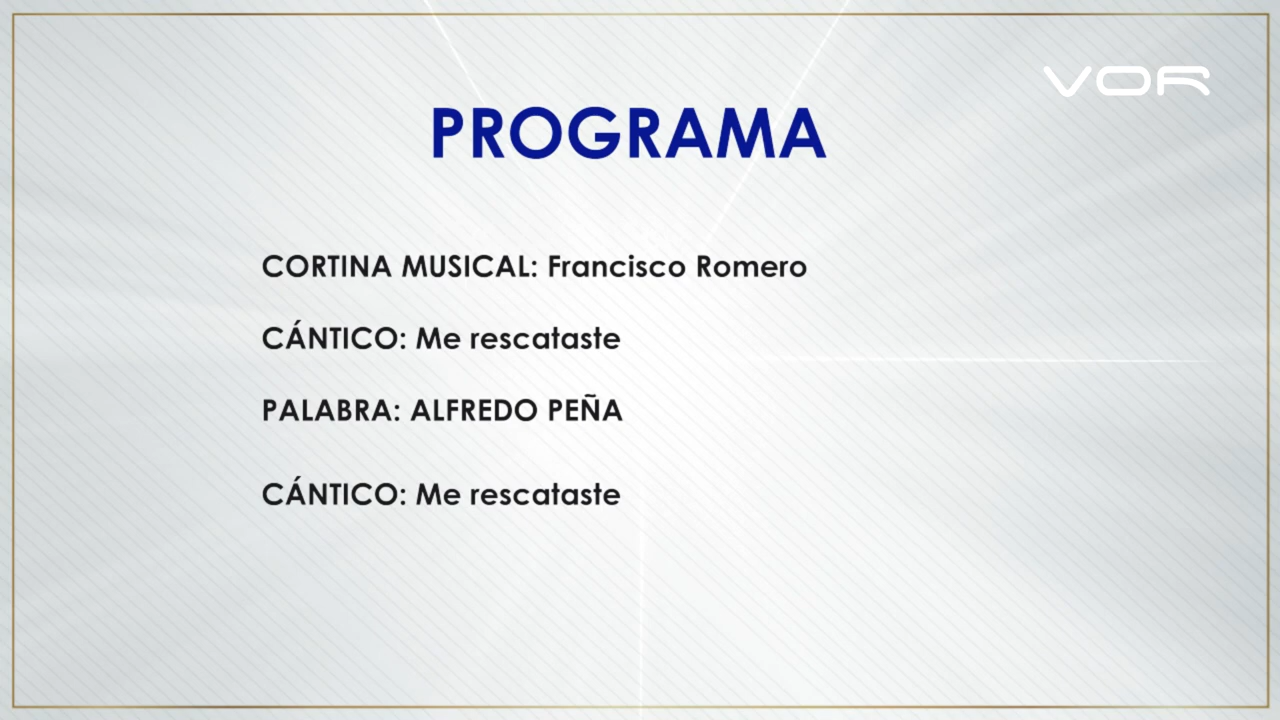 VOR
PROGRAMA
CORTINA MUSICAL: Francisco Romero
CÁNTICO: Me rescataste
PALABRA: ALFREDO PEÑA
CÁNTICO: Me rescataste